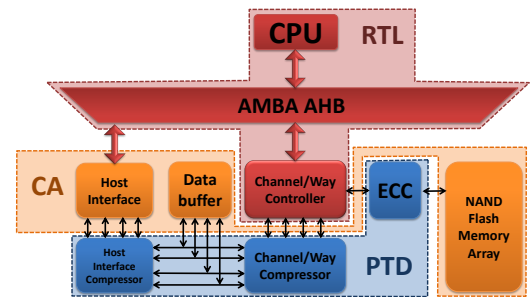 CPU
RTL
AMBA AHB
CA
Host
Interface
Data
buffer
Channel/Way
Controller
ECC
NAND
Flash
Memory
Array
Host
Interface
Compressor
Channel/Way
Compressor
PTD